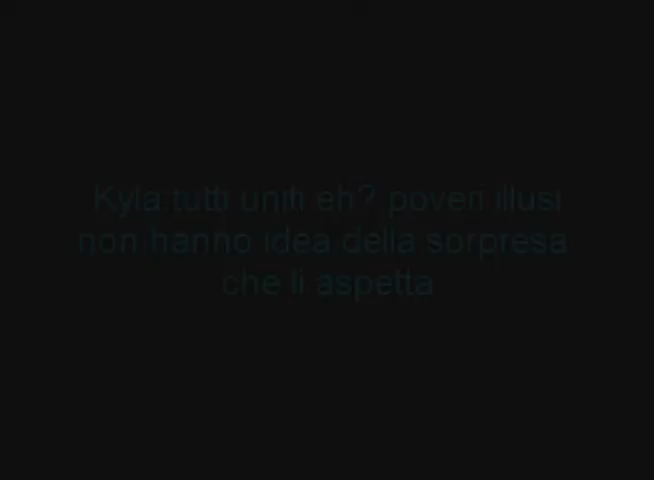 Kyla tutti uniti eh? poveri illusi
non hanno idea della sorpresa
che li aspetta